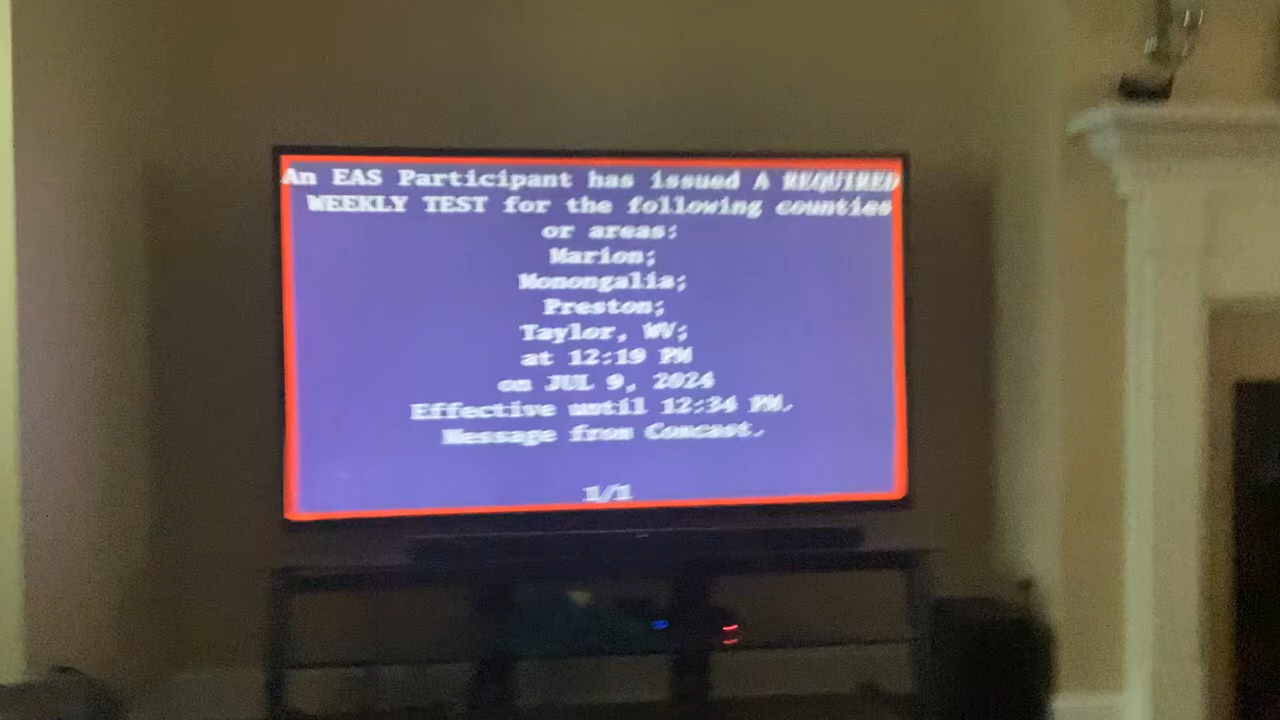 An EAS Participant has issued A REQUIRED
WEEKLY TEST for the following counties
or areas:
Marion;
Monongalia;
Preston;
Taylor, WV;
at 12:19 PM
on JUL 9, 2024
Effective until 12:34 PM.
Message from Comcast.
1/1